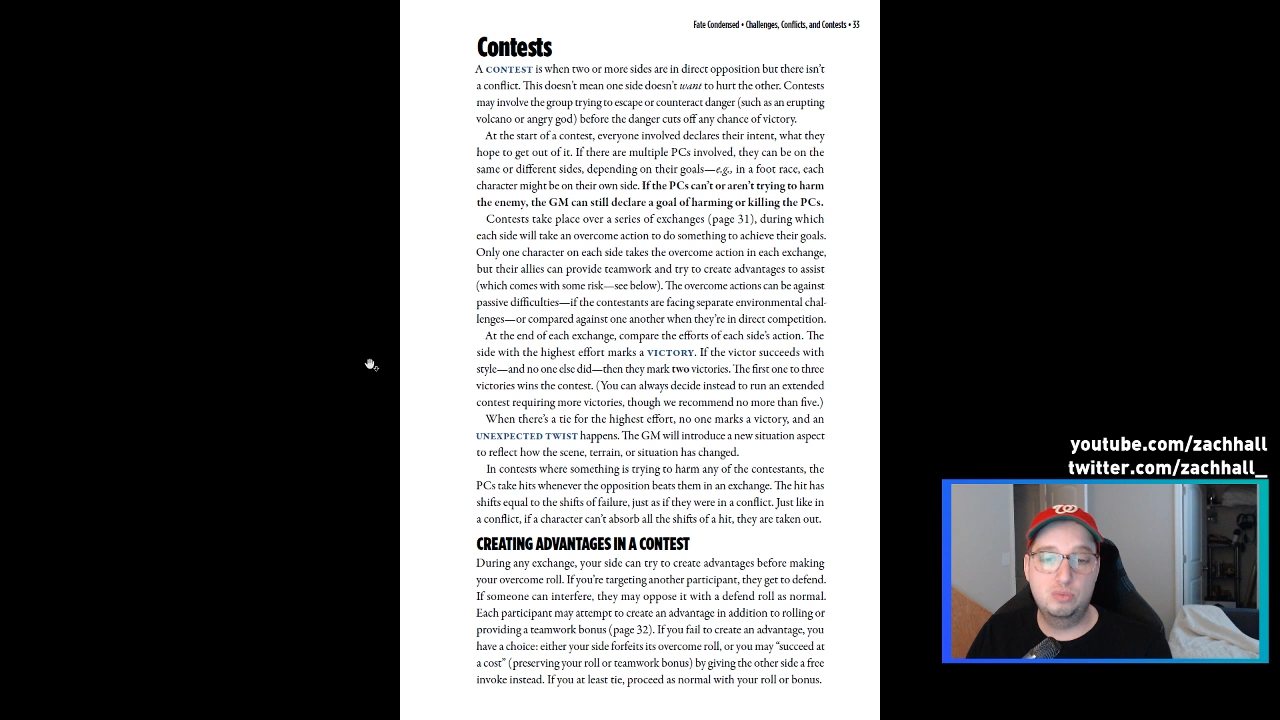 Fate Condensed • Challenges, Conflicts, and Contests • 33
Contests
A CONTEST is when two or more sides are in direct opposition but there isn't
a conflict. This doesn't mean one side doesn't want to hurt the other. Contests
may involve the group trying to escape or counteract danger (such as an erupting
volcano or angry god) before the danger cuts off any chance of victory.
At the start of a contest, everyone involved declares their intent, what they
hope to get out of it. If there are multiple PCs involved, they can be on the
same or different sides, depending on their goals—e.g., in a foot race, each
character might be on their own side. If the PCs can't or aren't trying to harm
the enemy, the GM can still declare a goal of harming or killing the PCs.
Contests take place over a series of exchanges (page 31), during which
each side will take an overcome action to do something to achieve their goals.
Only one character on each side takes the overcome action in each exchange,
but their allies can provide teamwork and try to create advantages to assist
(which comes with some risk—see below). The overcome actions can be against
passive difficulties—if the contestants are facing separate environmental chal-
lenges—or compared against one another when they're in direct competition.
At the end of each exchange, compare the efforts of each side's action. The
side with the highest effort marks a VICTORY. If the victor succeeds with
style—and no one else did—then they mark two victories. The first one to three
victories wins the contest. (You can always decide instead to run an extended
contest requiring more victories, though we recommend no more than five.)
When there's a tie for the highest effort, no one marks a victory, and an
UNEXPECTED TWIST happens. The GM will introduce a new situation aspect
to reflect how the scene, terrain, or situation has changed.
In contests where something is trying to harm any of the contestants, the
PCs take hits whenever the opposition beats them in an exchange. The hit has
shifts equal to the shifts of failure, just as if they were in a conflict. Just like in
a conflict, if a character can't absorb all the shifts of a hit, they are taken out.
CREATING ADVANTAGES IN A CONTEST
During any exchange, your side can try to create advantages before making
your overcome roll. If you're targeting another participant, they get to defend.
If someone can interfere, they may oppose it with a defend roll as normal.
Each participant may attempt to create an advantage in addition to rolling or
providing a teamwork bonus (page 32). If you fail to create an advantage, you
have a choice: either your side forfeits its overcome roll, or you may "succeed at
a cost" (preserving your roll or teamwork bonus) by giving the other side a free
invoke instead. If you at least tie, proceed as normal with your roll or bonus.
youtube.com/zachhall
twitter.com/zachhall_
W